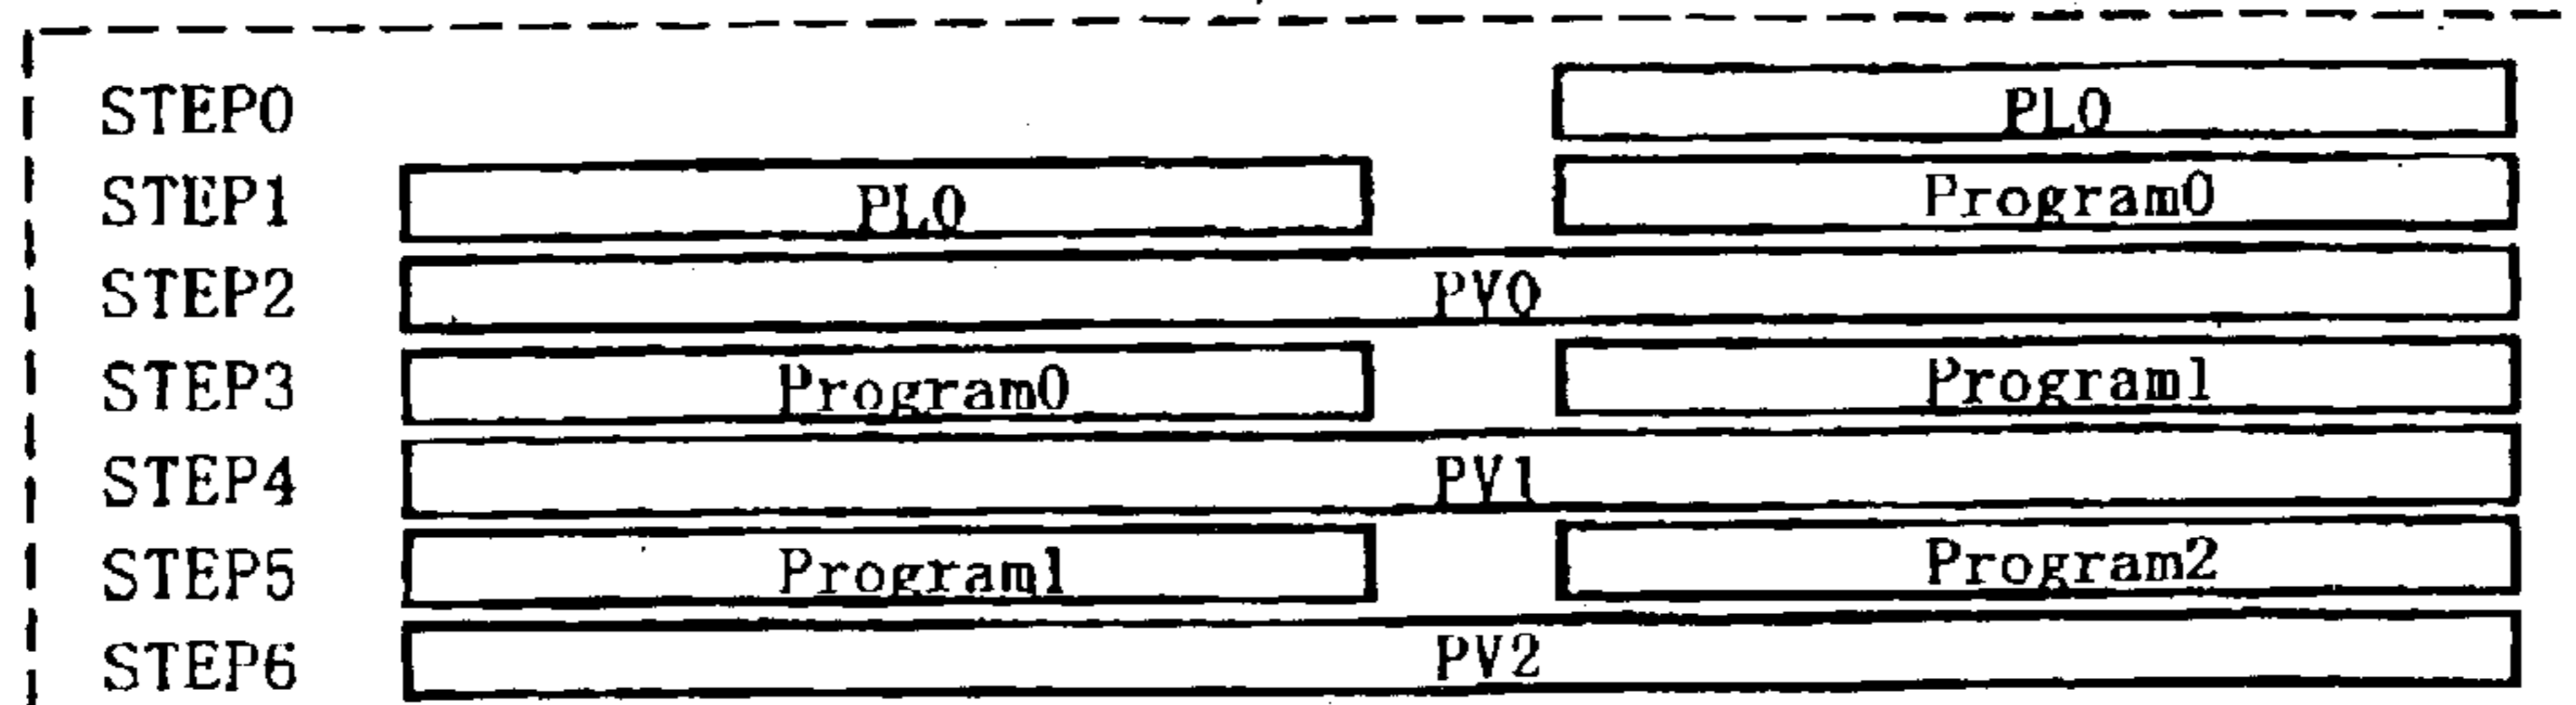 STEP0 PL0
STEP1 PL0 Program0
STEP2 PV0
STEP3 Program0 Program1
STEP4 PV1
STEP5 Program1 Program2
STEP6 PV2